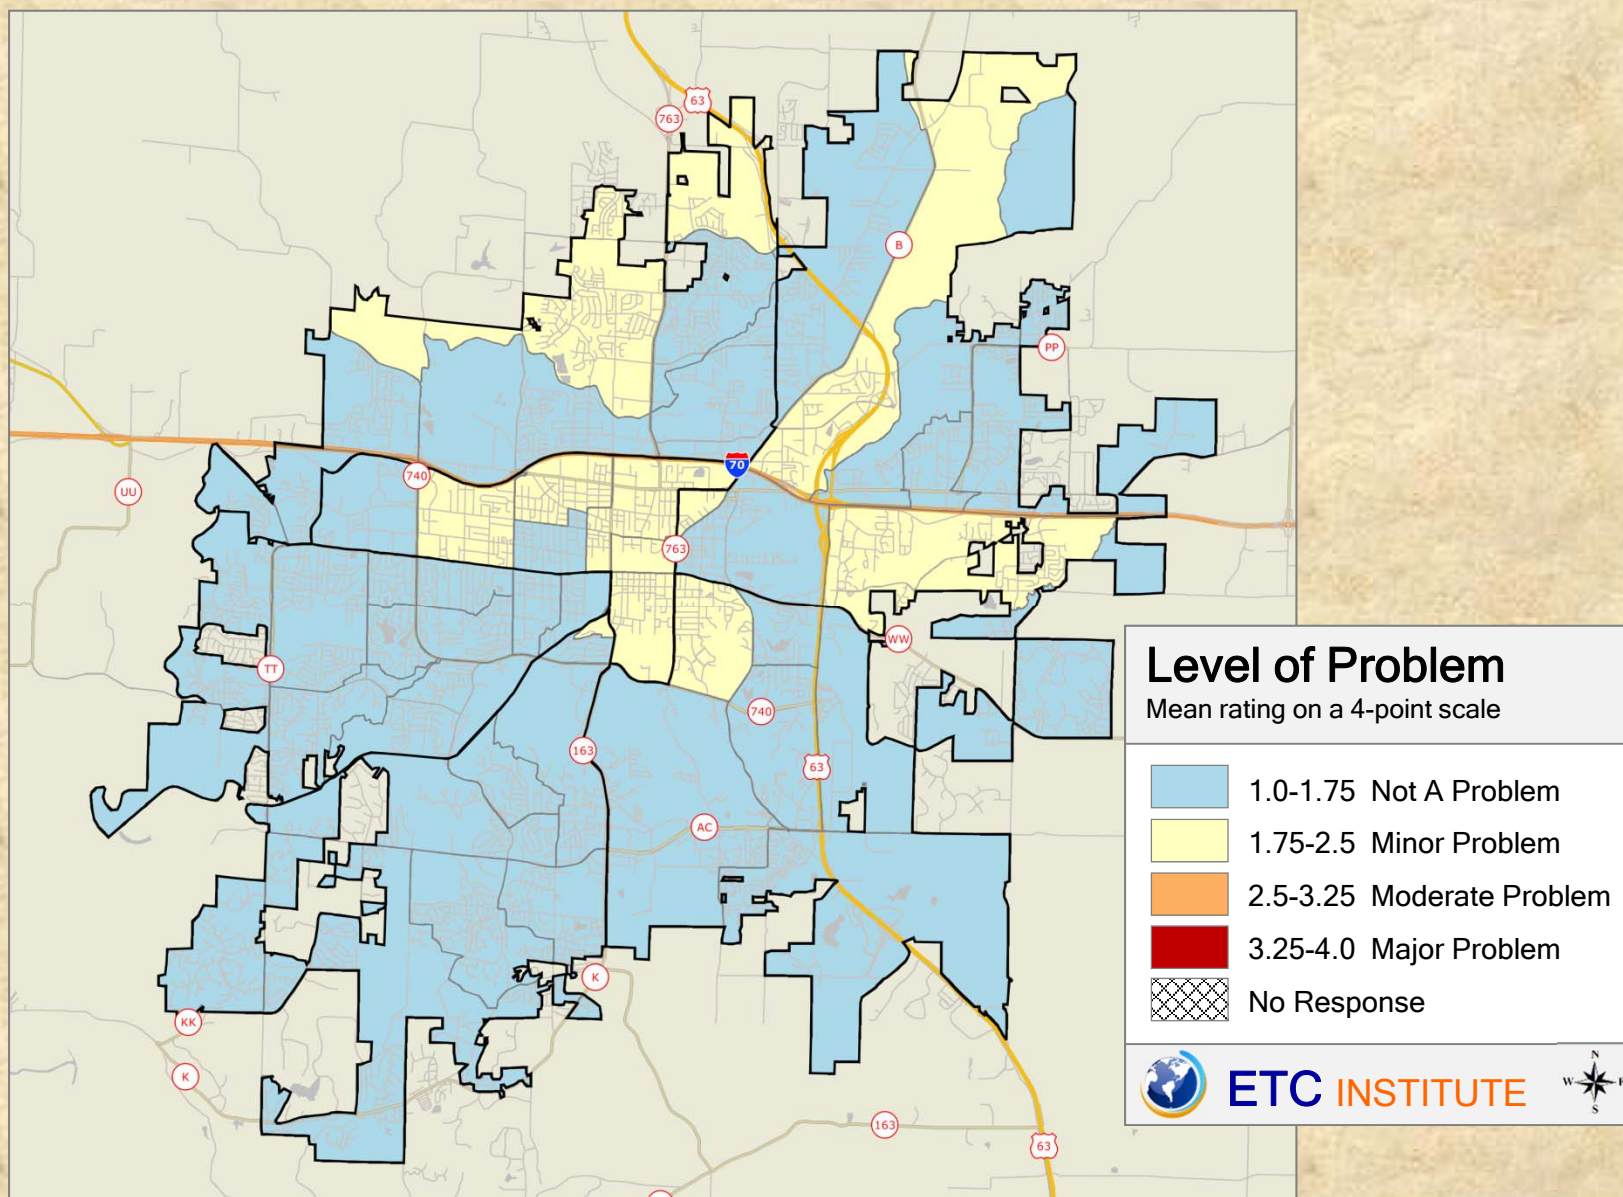 63
763
B
PP
70
740
UU
763
WW
TT
740
163
63
AC
K
KK
K
163
63
Level of Problem
Mean rating on a 4-point scale
1.0-1.75 Not A Problem
1.75-2.5 Minor Problem
2.5-3.25 Moderate Problem
3.25-4.0 Major Problem
No Response
ETC INSTITUTE
N
W
S